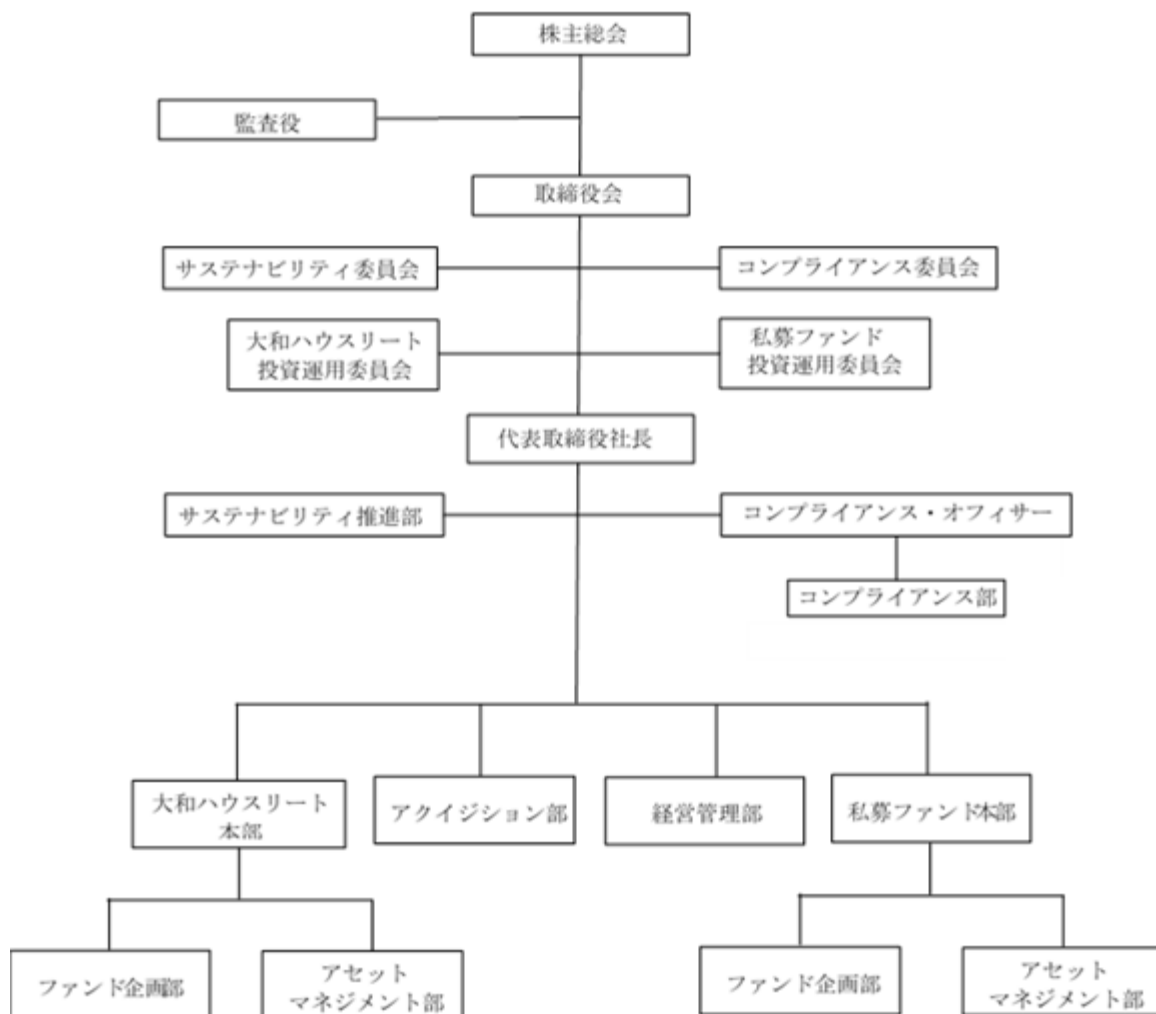 株主総会
監査役
取締役会
サステナビリティ委員会
コンプライアンス委員会
大和ハウスリート
投資運用委員会
私募ファンド
投資運用委員会
代表取締役社長
サステナビリティ推進部
コンプライアンス・オフィサー
コンプライアンス部
大和ハウスリート
本部
アクイジション部
経営管理部
私募ファンド本部
ファンド企画部
アセット
マネジメント部
ファンド企画部
アセット
マネジメント部